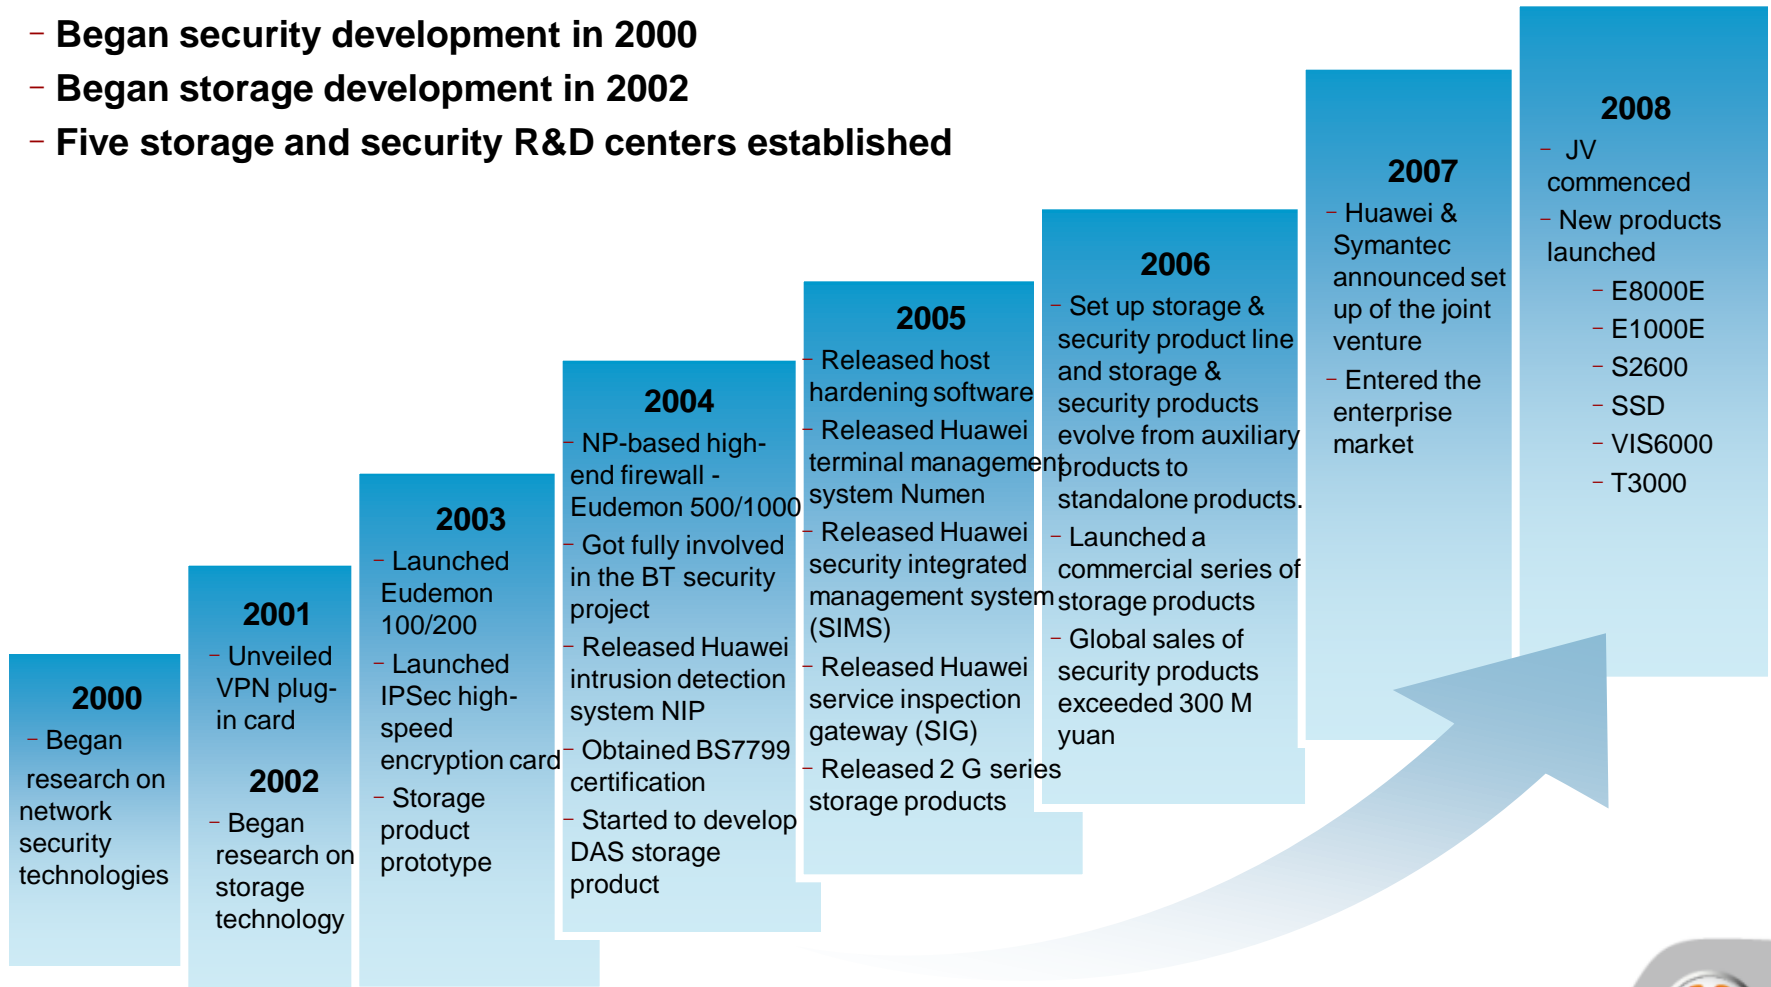 – Began security development in 2000
– Began storage development in 2002
– Five storage and security R&D centers established
2000
– Began
research on
network
security
technologies
2001
– Unveiled
VPN plug-
in card
2002
– Began
research on
storage
technology
2003
– Launched
Eudemon
100/200
– Launched
IPSec high-
speed
encryption card
– Storage
product
prototype
2004
– NP-based high-
end firewall -
Eudemon 500/1000
– Got fully involved
in the BT security
project
– Released Huawei
intrusion detection
system NIP
– Obtained BS7799
certification
– Started to develop
DAS storage
product
2005
– Released host
hardening software
– Released Huawei
terminal management
system Numen
– Released Huawei
security integrated
management system
(SIMS)
– Released Huawei
service inspection
gateway (SIG)
– Released 2 G series
storage products
2006
– Set up storage &
security product line
and storage &
security products
evolve from auxiliary
products to
standalone products.
– Launched a
commercial series of
storage products
– Global sales of
security products
exceeded 300 M
yuan
2007
– Huawei &
Symantec
announced set
up of the joint
venture
– Entered the
enterprise
market
2008
– JV
commenced
– New products
launched
– E8000E
– E1000E
– S2600
– SSD
– VIS6000
– T3000